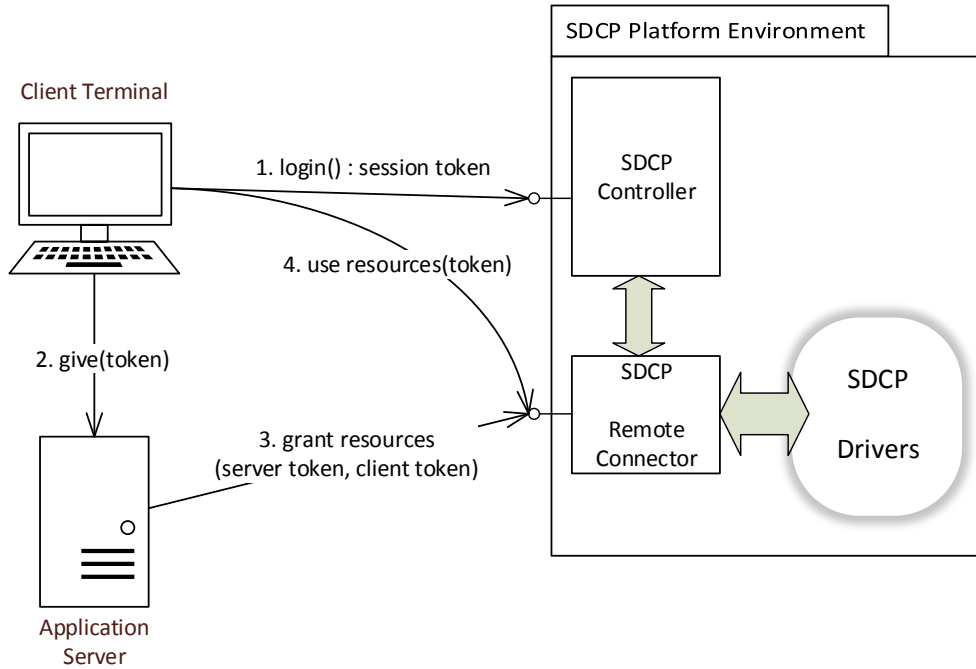 SDCP Platform Environment
Client Terminal
1. login() : session token
SDCP
Controller
4. use resources(token)
2. give(token)
SDCP
Remote
Connector
SDCP
Drivers
3. grant resources
(server token, client token)
Application
Server